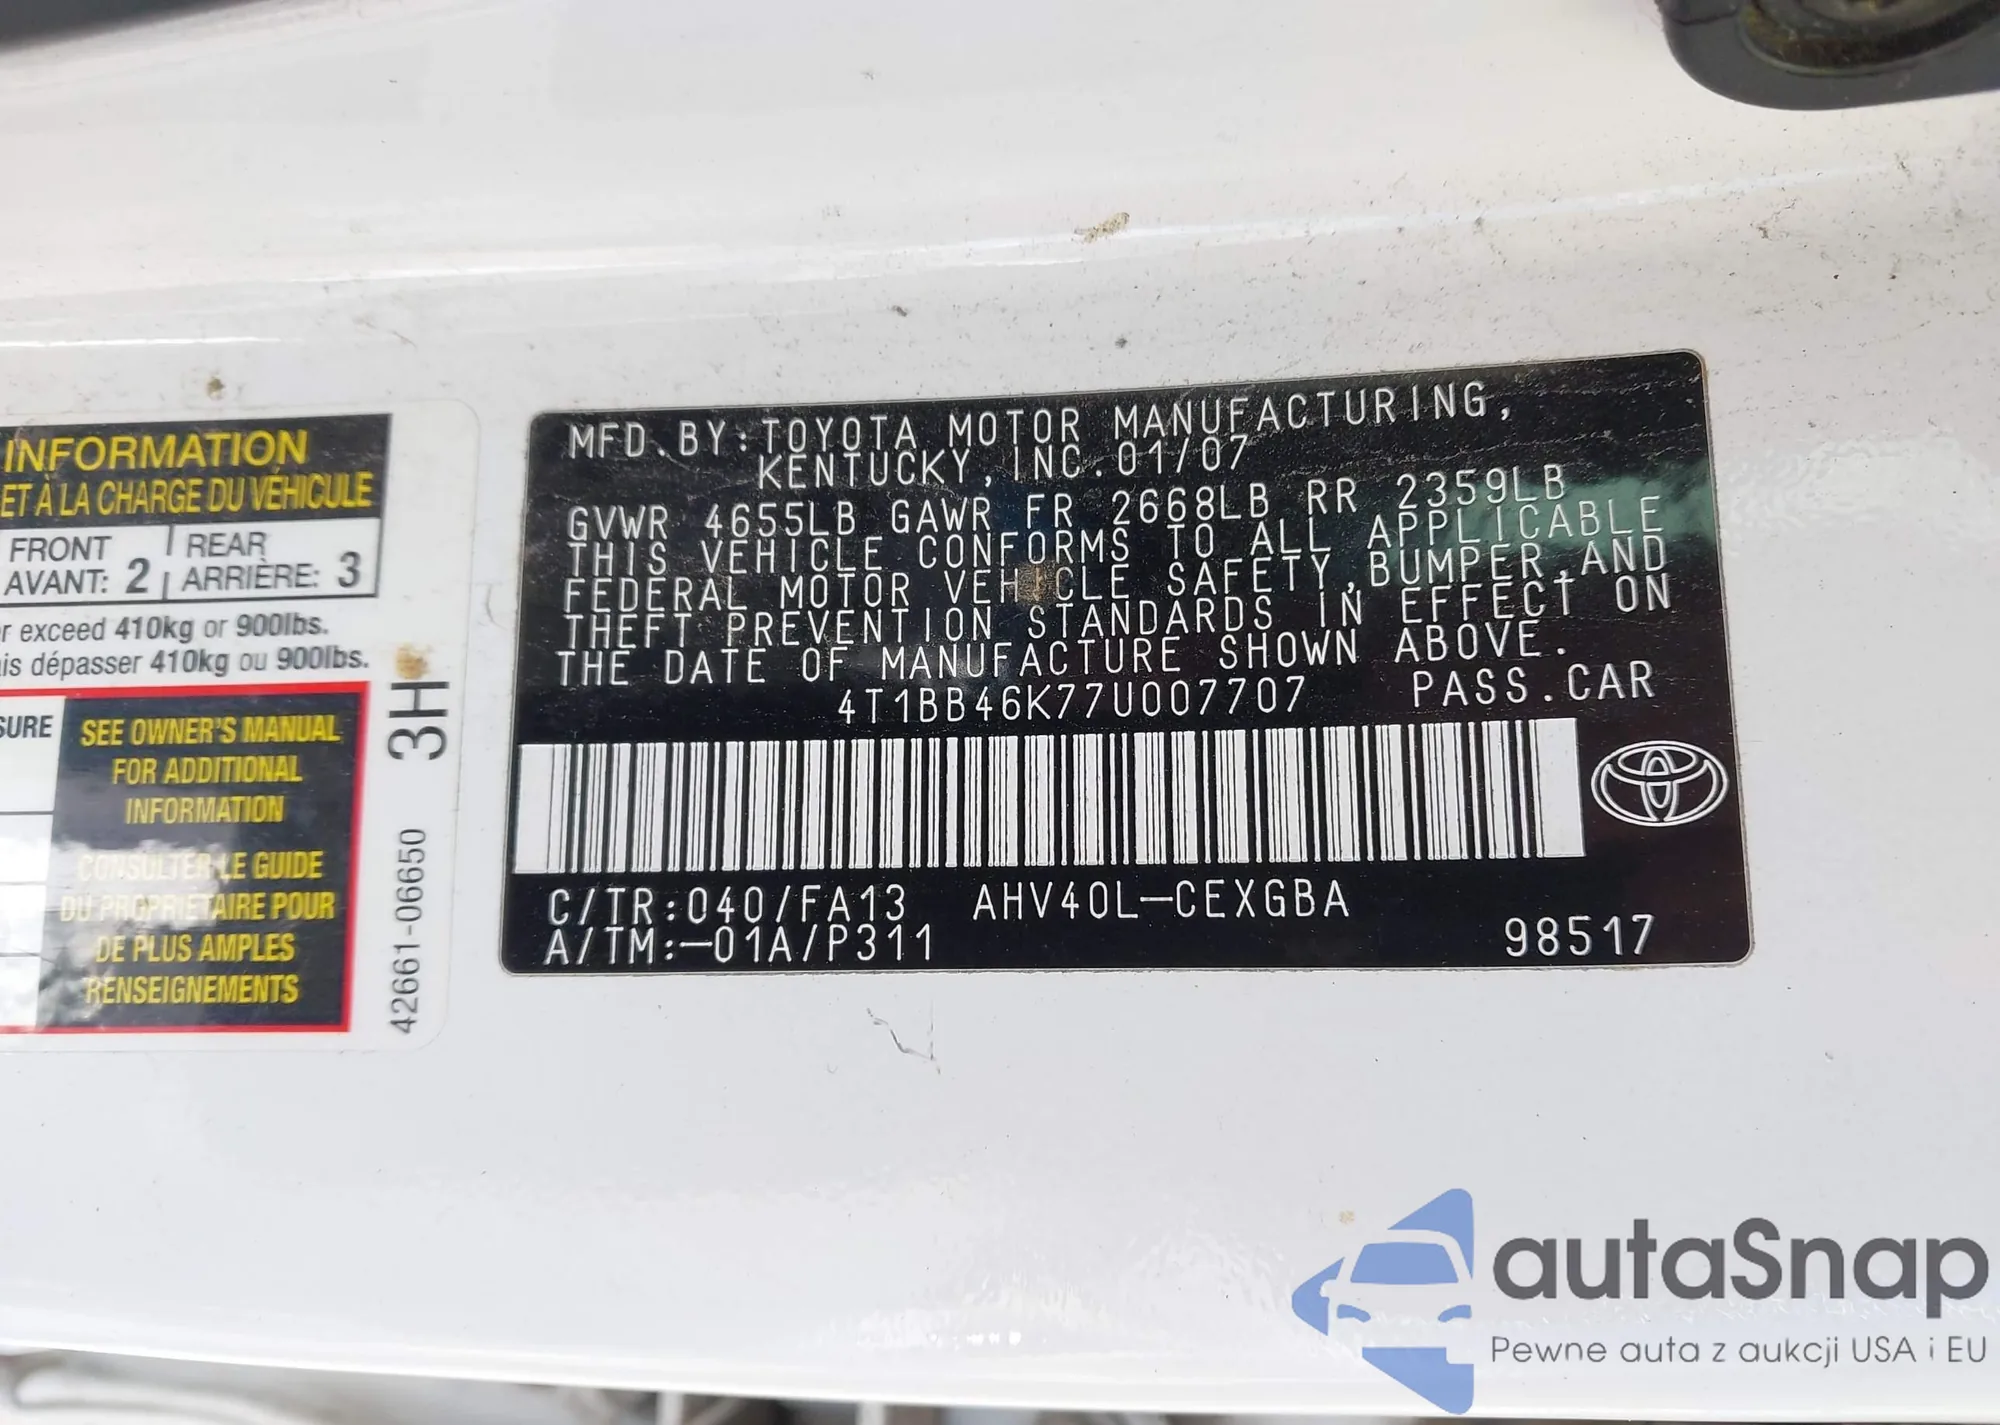 INFORMATION
ET À LA CHARGE DU VÉHICULE
FRONT REAR
AVANT: 2 ARRIÈRE: 3
r exceed 410kg or 900lbs.
is dépasser 410kg ou 900lbs.
SURE
SEE OWNER'S MANUAL
FOR ADDITIONAL
INFORMATION
CONSULTER LE GUIDE
DU PROPRIÉTAIRE POUR
DE PLUS AMPLES
RENSEIGNEMENTS
3H
42661-06650
MFD.BY:TOYOTA MOTOR MANUFACTURING,
KENTUCKY,INC.01/07
GVWR 4655LB GAWR FR 2668LB RR 2359LB
THIS VEHICLE CONFORMS TO ALL APPLICABLE
FEDERAL MOTOR VEHICLE SAFETY,BUMPER,AND
THEFT PREVENTION STANDARDS IN EFFECT ON
THE DATE OF MANUFACTURE SHOWN ABOVE.
4T1BB46K77U007707 PASS.CAR
C/TR:040/FA13 AHV40L-CEXGBA
A/TM:-01A/P311 98517
autaSnap
Pewne auta z aukcji USA i EU